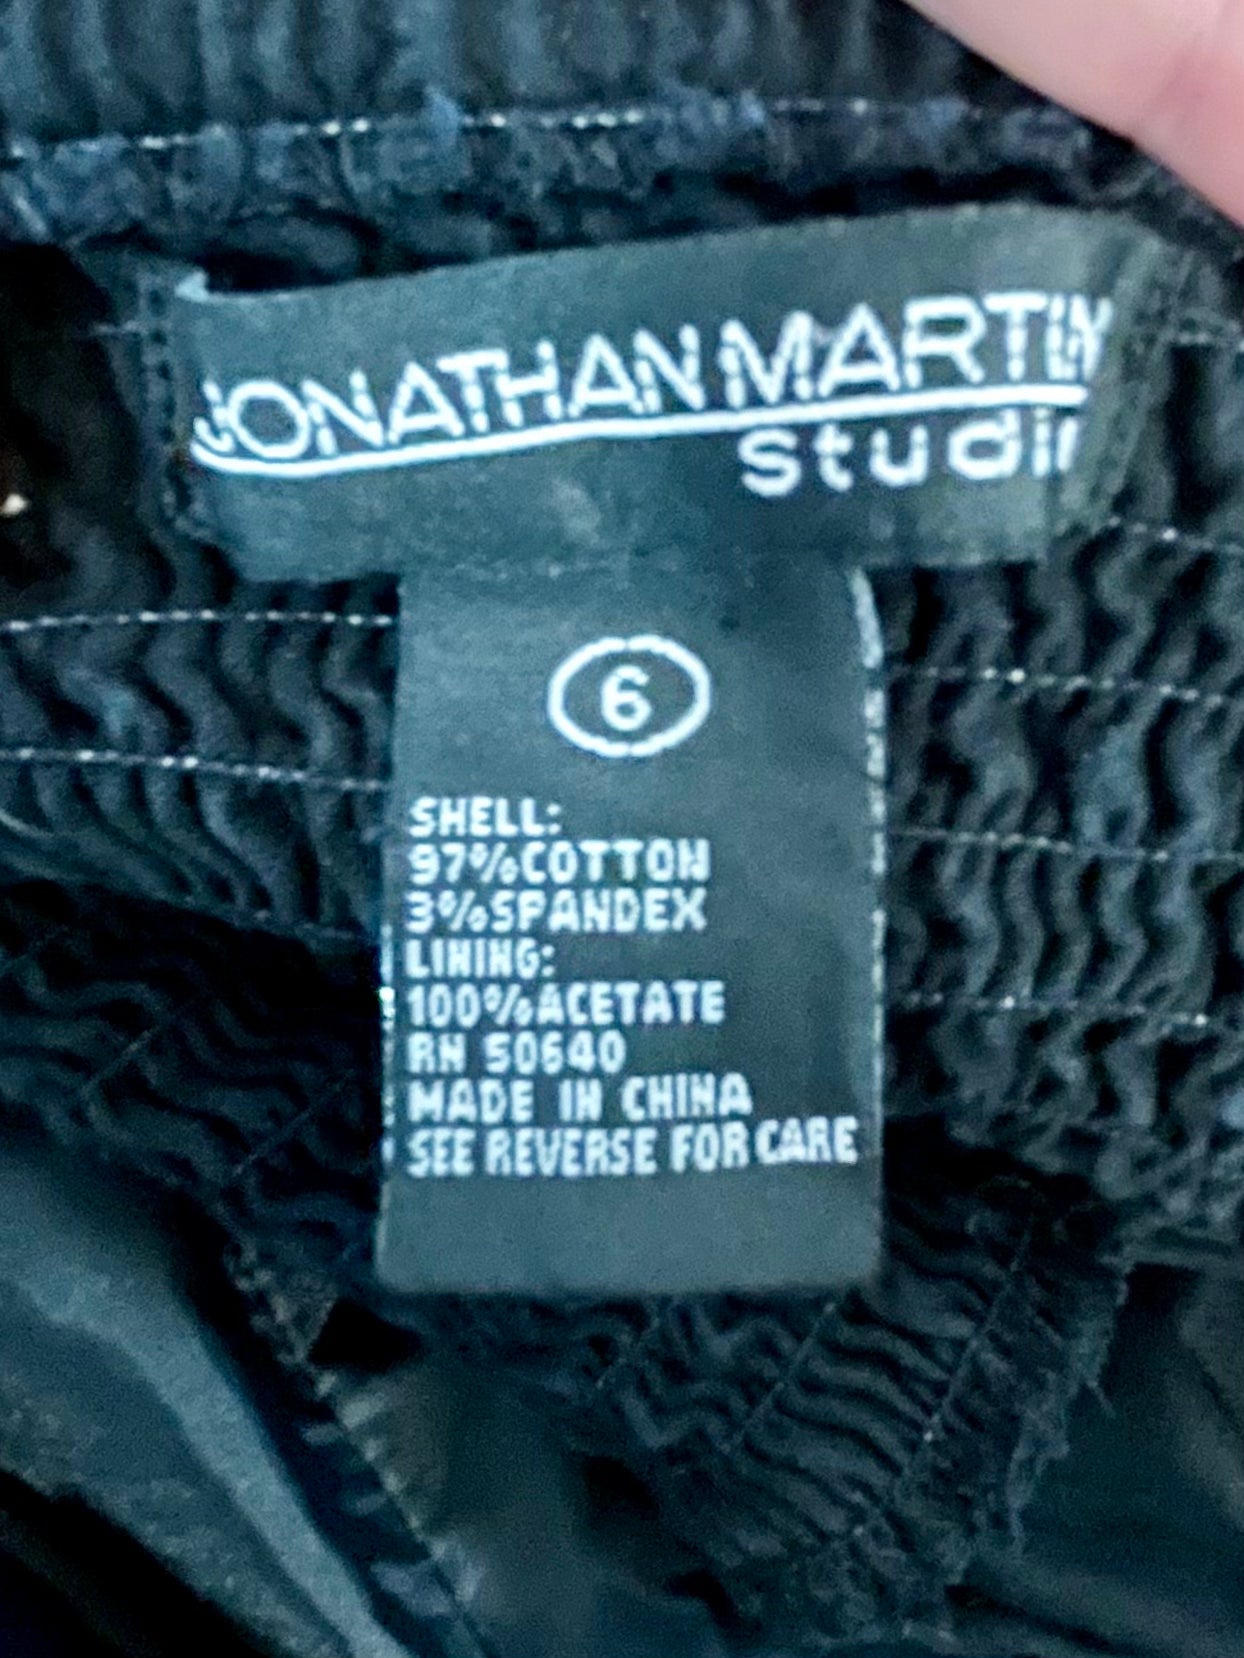 JONATHAN MARTIN
studi
6
SHELL:
97%COTTON
3%SPANDEX
LINING:
100%ACETATE
RN 50640
MADE IN CHINA
SEE REVERSE FOR CARE